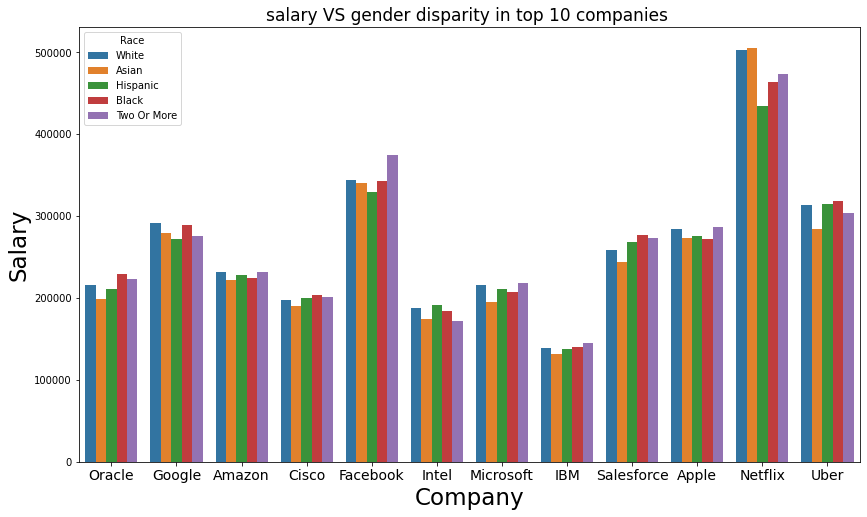 salary VS gender disparity in top 10 companies
Race
White
Asian
Hispanic
Black
Two Or More
Salary
500000
400000
300000
200000
100000
0
Oracle Google Amazon Cisco Facebook Intel Microsoft IBM Salesforce Apple Netflix Uber
Company